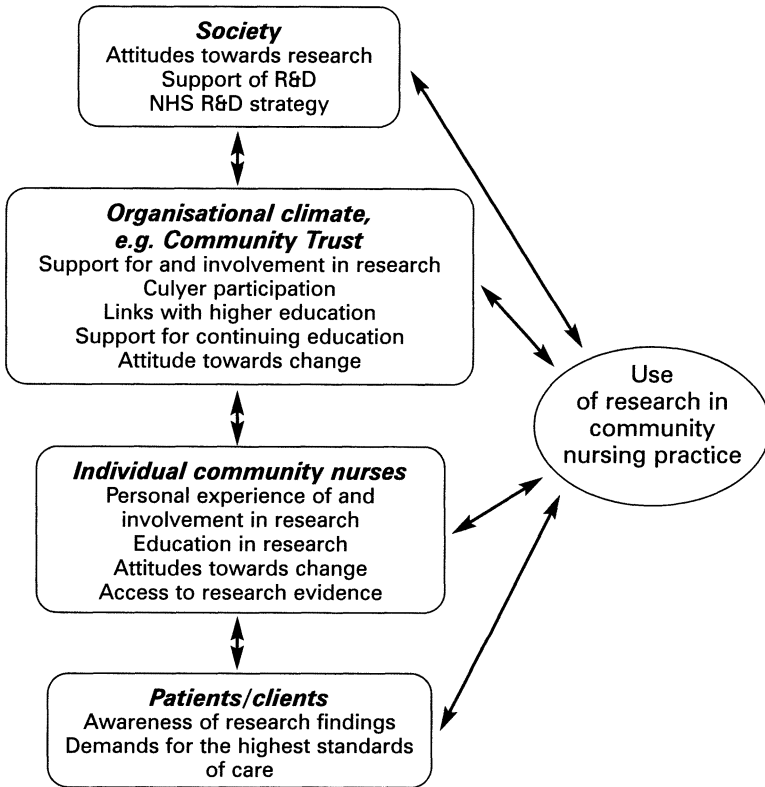 Society
Attitudes towards research
Support of R&D
NHS R&D strategy
Organisational climate,
e.g. Community Trust
Support for and involvement in research
Culyer participation
Links with higher education
Support for continuing education
Attitude towards change
Individual community nurses
Personal experience of and
involvement in research
Education in research
Attitudes towards change
Access to research evidence
Patients/clients
Awareness of research findings
Demands for the highest standards
of care
Use
of research in
community
nursing practice